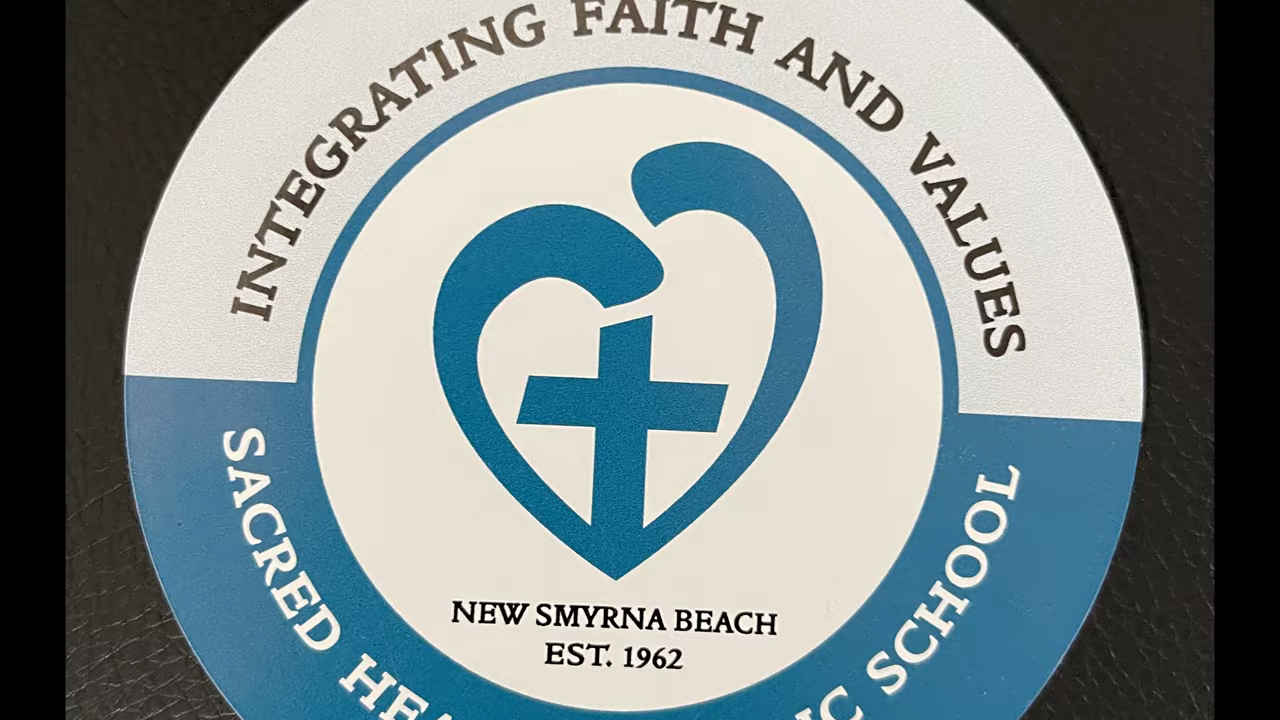 INTEGRATING FAITH AND VALUES
NEW SMYRNA BEACH
EST. 1962
SACRED SCHOOL